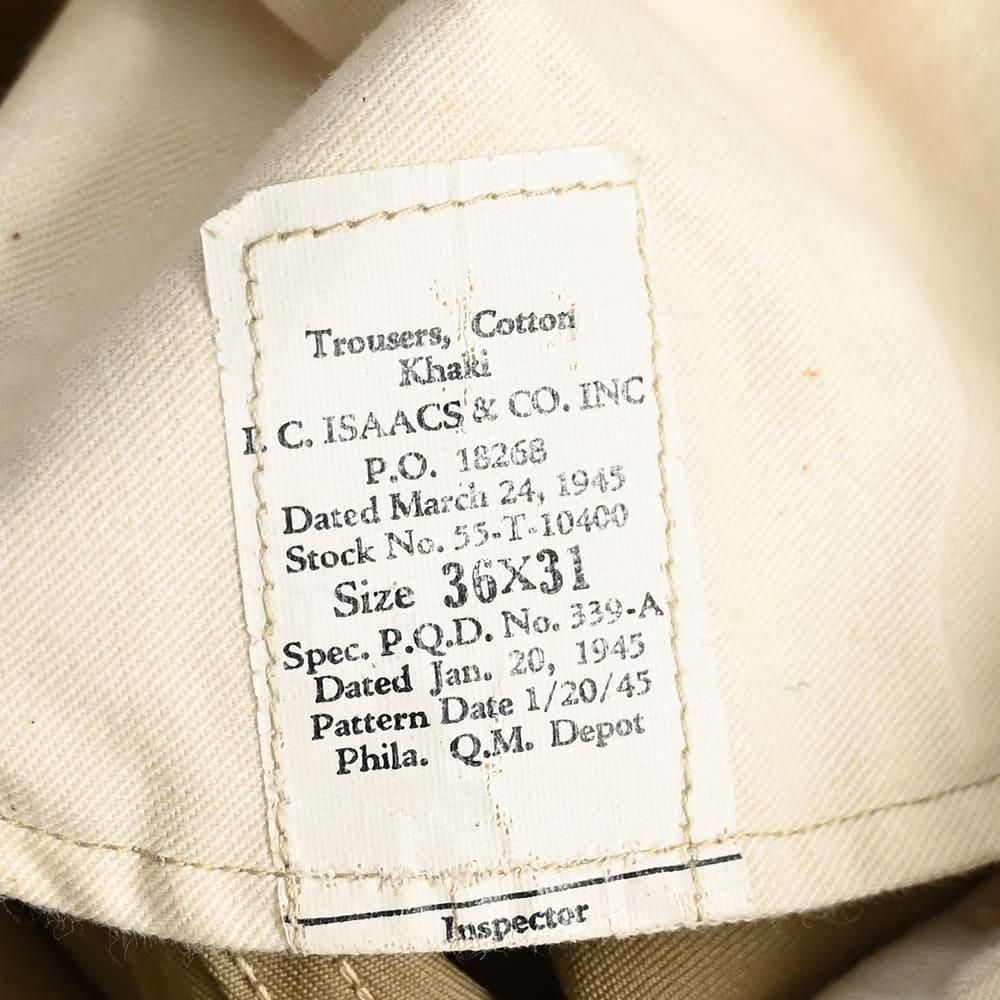 Trousers, Cotton
Khaki
I. C. ISAACS & CO. INC
P.O. 18268
Dated March 24, 1945
Stock No. 55-T-10400
Size 36X31
Spec. P.Q.D. No. 339-A
Dated Jan. 20, 1945
Pattern Date 1/20/45
Phila. Q.M. Depot
Inspector